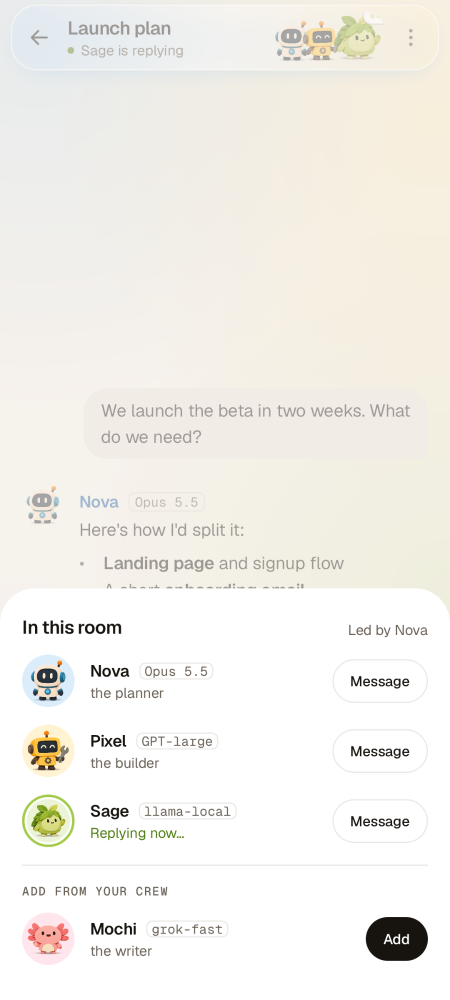 Launch plan
Sage is replying
We launch the beta in two weeks. What
do we need?
Nova Opus 5.5
Here's how I'd split it:
• Landing page and signup flow
A short onboarding email
In this room
Led by Nova
Nova Opus 5.5
the planner
Message
Pixel GPT-large
the builder
Message
Sage llama-local
Replying now…
Message
ADD FROM YOUR CREW
Mochi grok-fast
the writer
Add